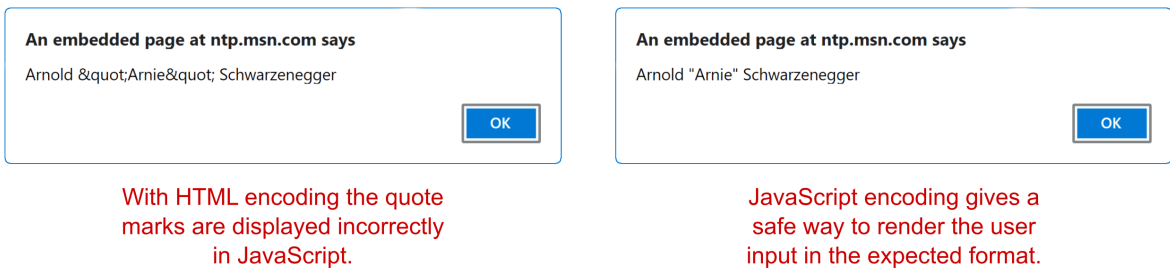 An embedded page at ntp.msn.com says
Arnold &quot;Arnie&quot; Schwarzenegger
OK
With HTML encoding the quote
marks are displayed incorrectly
in JavaScript.
An embedded page at ntp.msn.com says
Arnold "Arnie" Schwarzenegger
OK
JavaScript encoding gives a
safe way to render the user
input in the expected format.